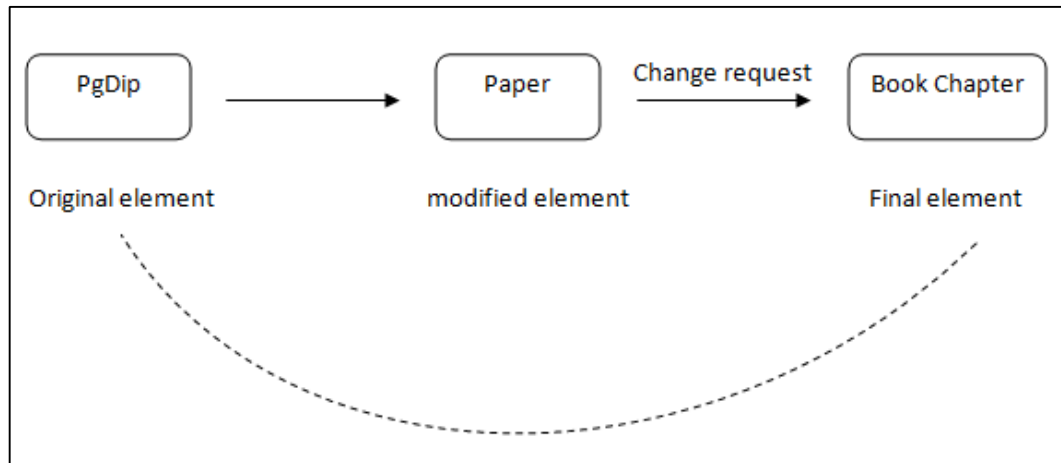 PgDip
Paper
Change request
Book Chapter
Original element
modified element
Final element